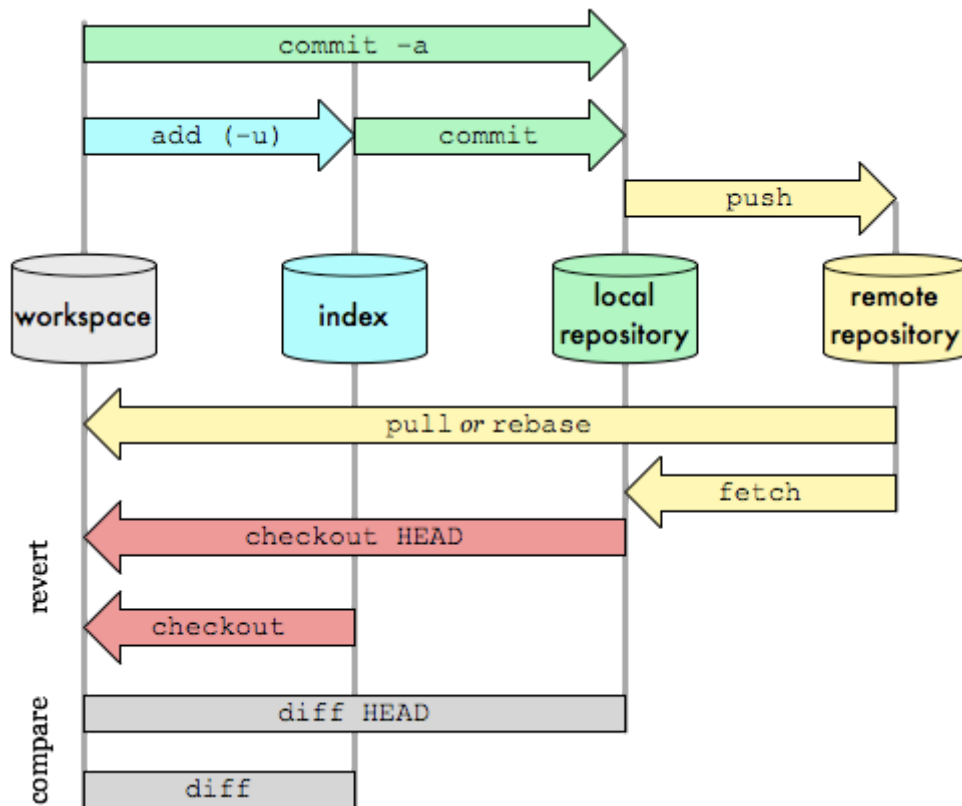 commit -a
add (-u)
commit
push
workspace
index
local
repository
remote
repository
pull or rebase
fetch
revert
checkout HEAD
checkout
compare
diff HEAD
diff